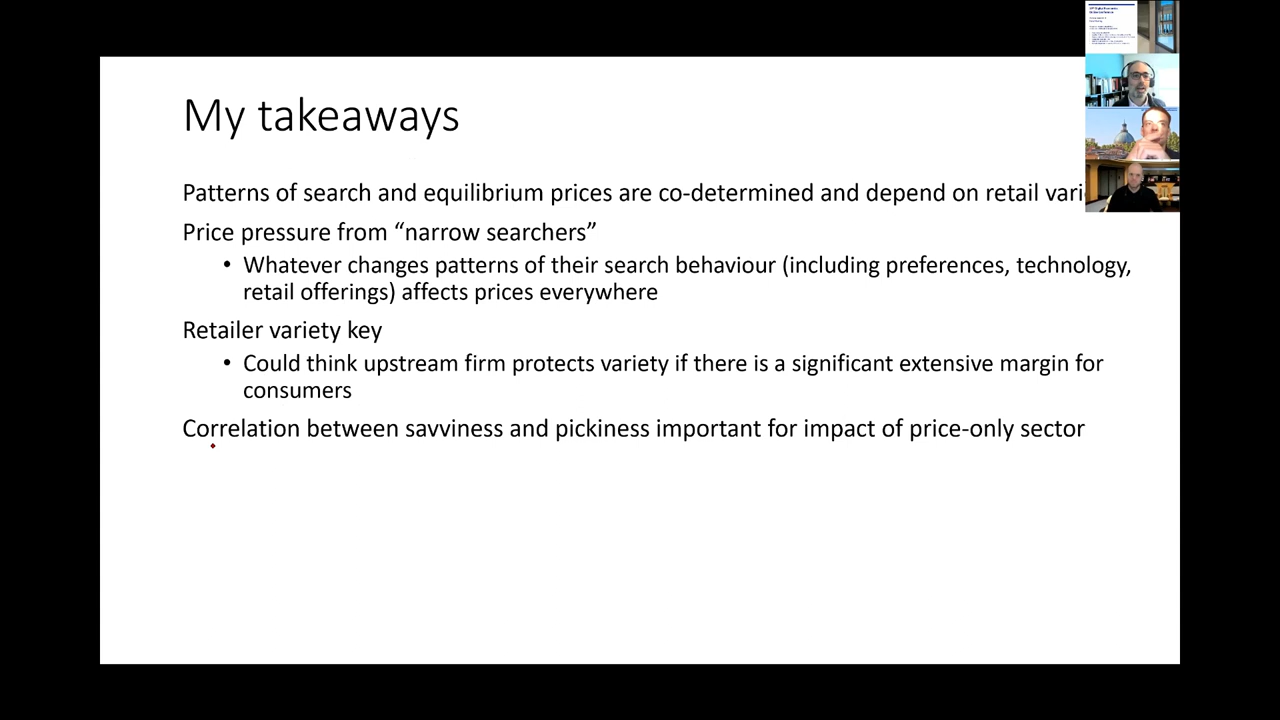 My takeaways
Patterns of search and equilibrium prices are co-determined and depend on retail vari
Price pressure from “narrow searchers”
• Whatever changes patterns of their search behaviour (including preferences, technology,
retail offerings) affects prices everywhere
Retailer variety key
• Could think upstream firm protects variety if there is a significant extensive margin for
consumers
Correlation between savviness and pickiness important for impact of price-only sector